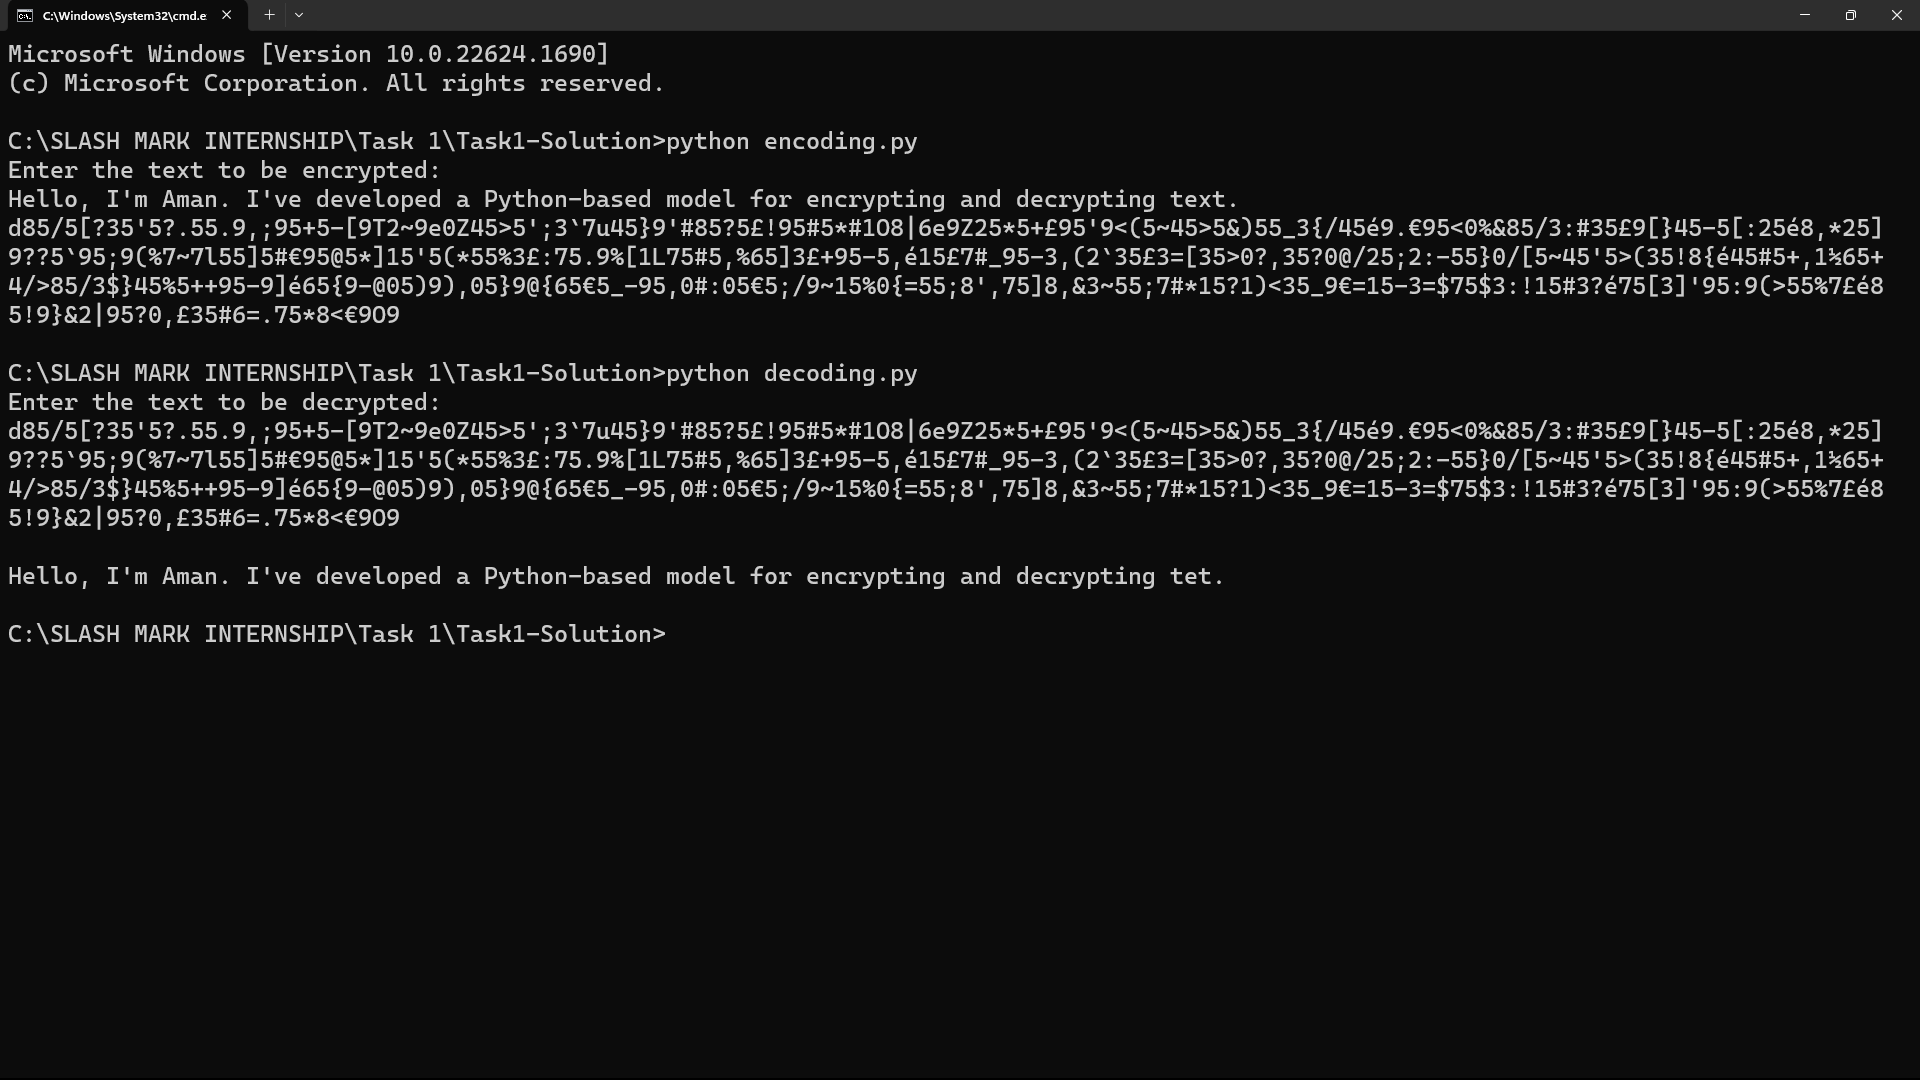 C:\Windows\System32\cmd.e
Microsoft Windows [Version 10.0.22624.1690]
(c) Microsoft Corporation. All rights reserved.
C:\SLASH MARK INTERNSHIP\Task 1\Task1-Solution>python encoding.py
Enter the text to be encrypted:
Hello, I'm Aman. I've developed a Python-based model for encrypting and decrypting text.
d85/5[?35'5?.55.9,;95+5-[9T2~9e0Z45>5';3`7u45}9'#85?5£!95#5*#1O8|6e9Z25*5+£95'9<(5~45>5&)55_3{/45é9.€95<0%&85/3:#35£9[}45-5[:25é8,*25]
9??5`95;9(%7~7l55]5#€95@5*]15'5(*55%3£:75.9%[1L75#5,%65]3£+95-5,é15£7#_95-3,(2`35£3=[35>0?,35?0@/25;2:-55}0/[5~45'5>(35!8{é45#5+,1%65+
4/>85/3$}45%5++95-9]é65{9-@05)9),05}9@{65€5_-95,0#:05€5;/9~15%0{=55;8',75]8,&3~55;7#*15?1)<35_9€=15-3=$75$3:!15#3?é75[3]'95:9(>55%7£é8
5!9}&2|95?0,£35#6=.75*8<€9O9
C:\SLASH MARK INTERNSHIP\Task 1\Task1-Solution>python decoding.py
Enter the text to be decrypted:
d85/5[?35'5?.55.9,;95+5-[9T2~9e0Z45>5';3`7u45}9'#85?5£!95#5*#1O8|6e9Z25*5+£95'9<(5~45>5&)55_3{/45é9.€95<0%&85/3:#35£9[}45-5[:25é8,*25]
9??5`95;9(%7~7l55]5#€95@5*]15'5(*55%3£:75.9%[1L75#5,%65]3£+95-5,é15£7#_95-3,(2`35£3=[35>0?,35?0@/25;2:-55}0/[5~45'5>(35!8{é45#5+,1%65+
4/>85/3$}45%5++95-9]é65{9-@05)9),05}9@{65€5_-95,0#:05€5;/9~15%0{=55;8',75]8,&3~55;7#*15?1)<35_9€=15-3=$75$3:!15#3?é75[3]'95:9(>55%7£é8
5!9}&2|95?0,£35#6=.75*8<€9O9
Hello, I'm Aman. I've developed a Python-based model for encrypting and decrypting tet.
C:\SLASH MARK INTERNSHIP\Task 1\Task1-Solution>